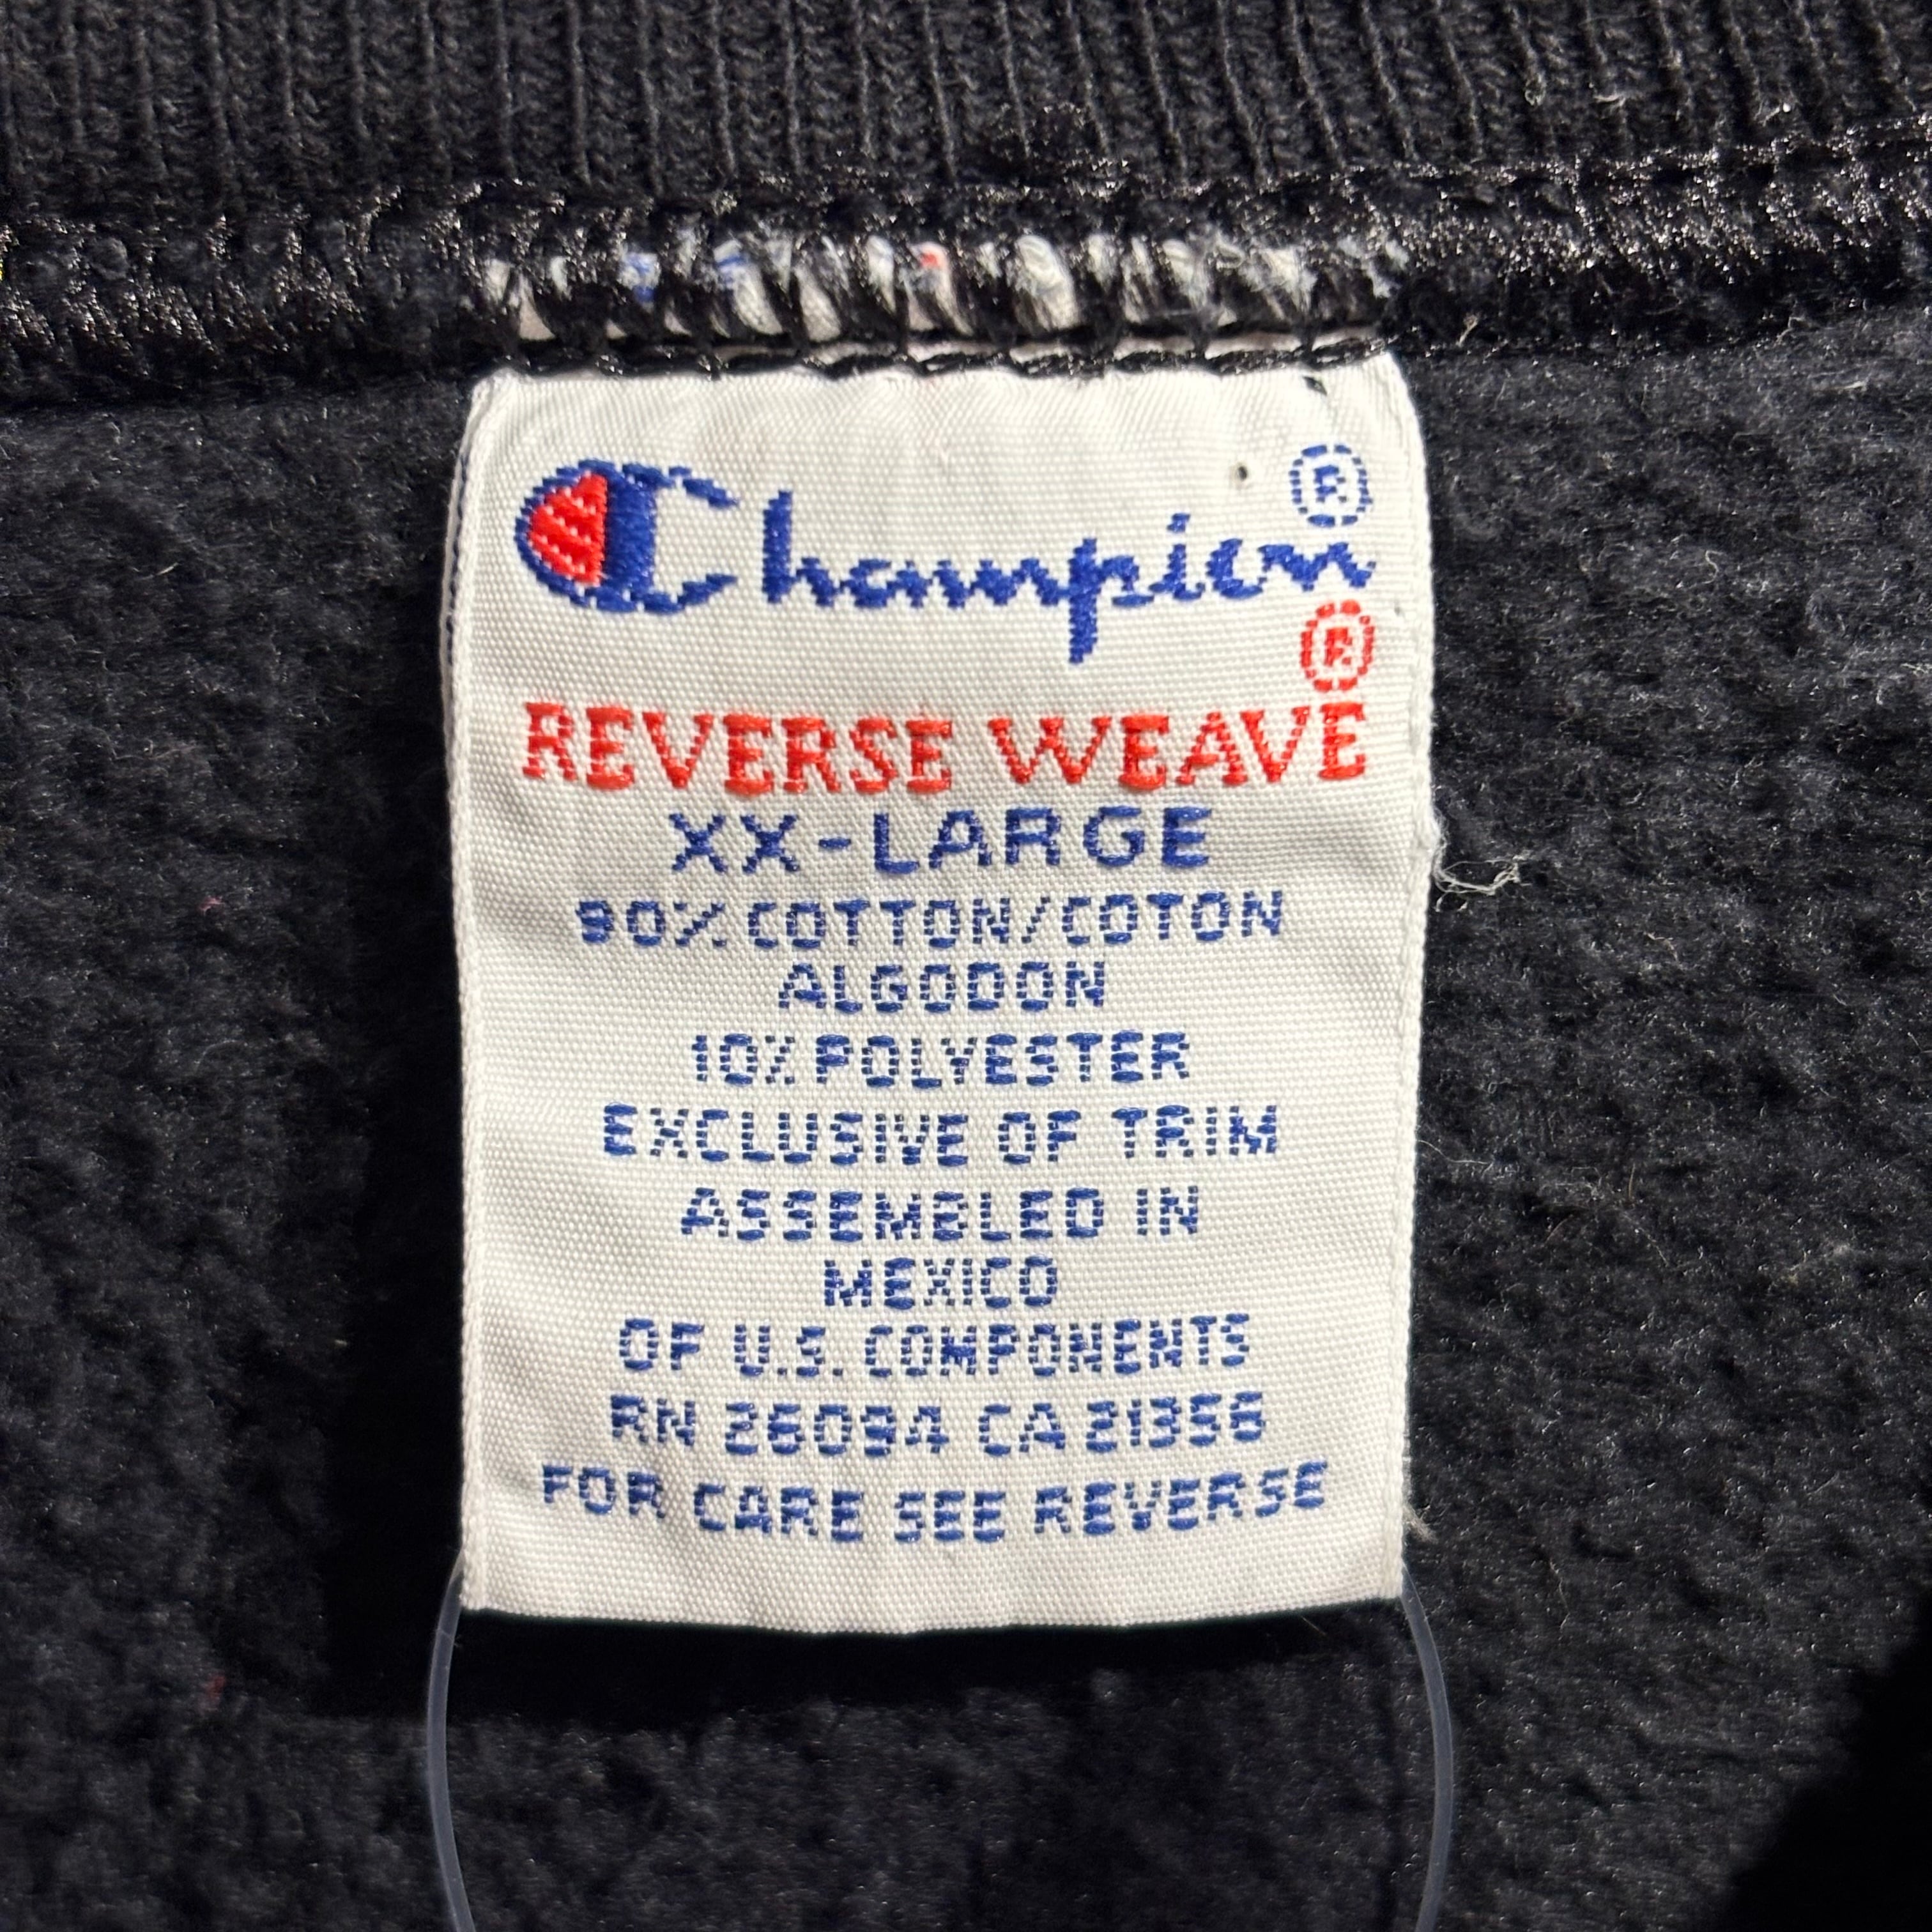 Champion®
®
REVERSE WEAVE
XX-LARGE
90% COTTON/COTON
ALGODON
10% POLYESTER
EXCLUSIVE OF TRIM
ASSEMBLED IN
MEXICO
OF U.S. COMPONENTS
RN 26094 CA 21356
FOR CARE SEE REVERSE